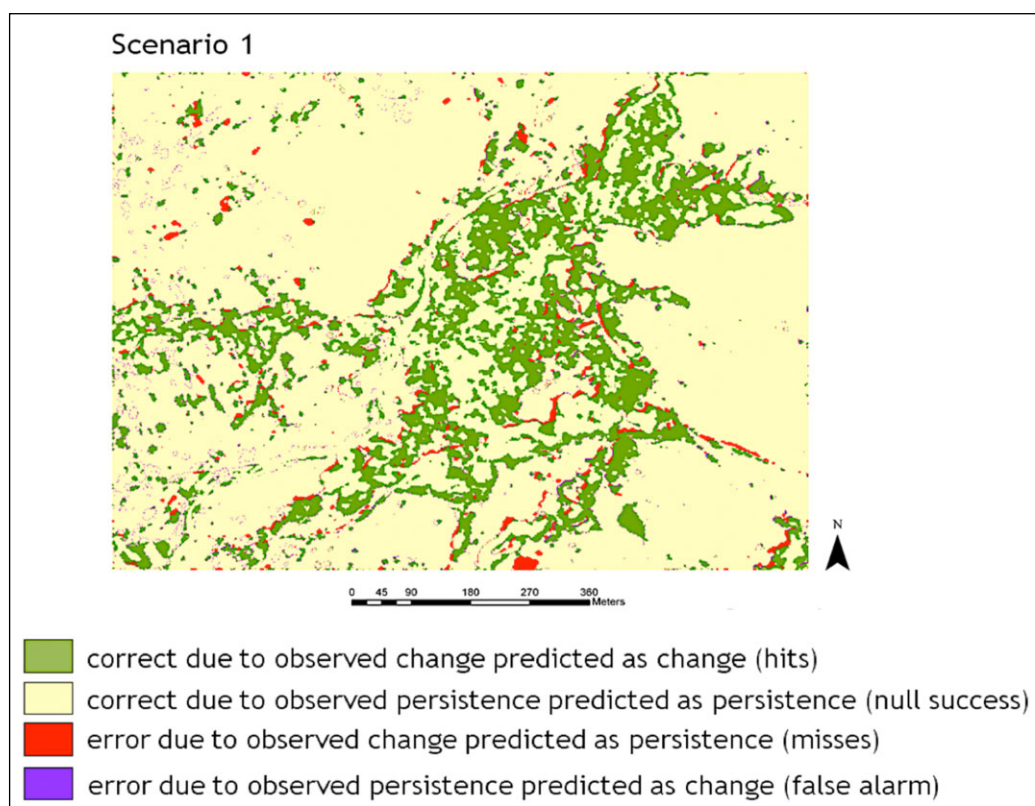 Scenario 1
N
0 45 90 180 270 360
Meters
correct due to observed change predicted as change (hits)
correct due to observed persistence predicted as persistence (null success)
error due to observed change predicted as persistence (misses)
error due to observed persistence predicted as change (false alarm)